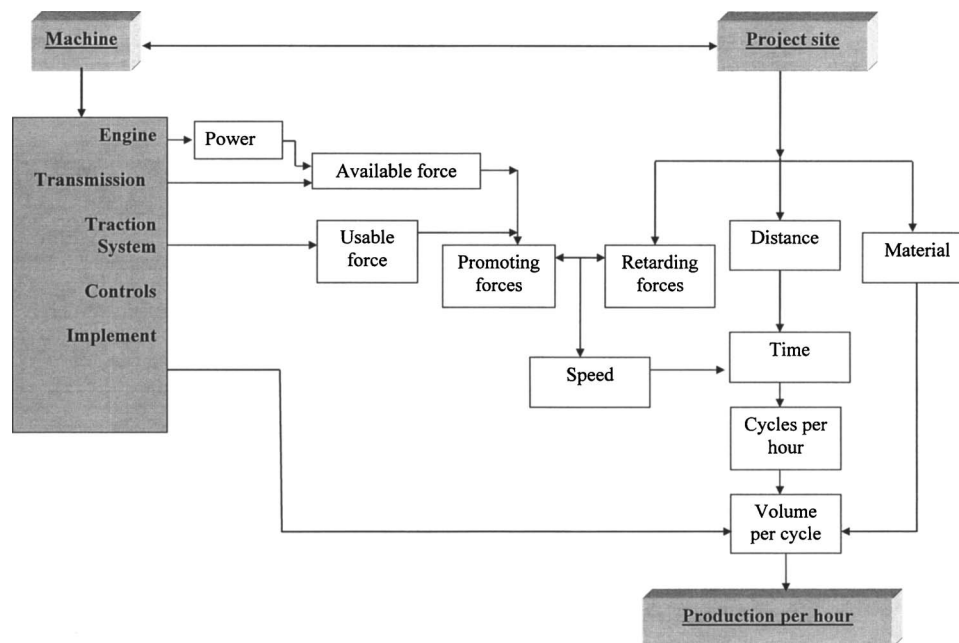 Machine
Project site
Engine
Power
Transmission
Available force
Traction
System
Usable
force
Promoting
forces
Retarding
forces
Distance
Material
Controls
Implement
Speed
Time
Cycles per
hour
Volume
per cycle
Production per hour